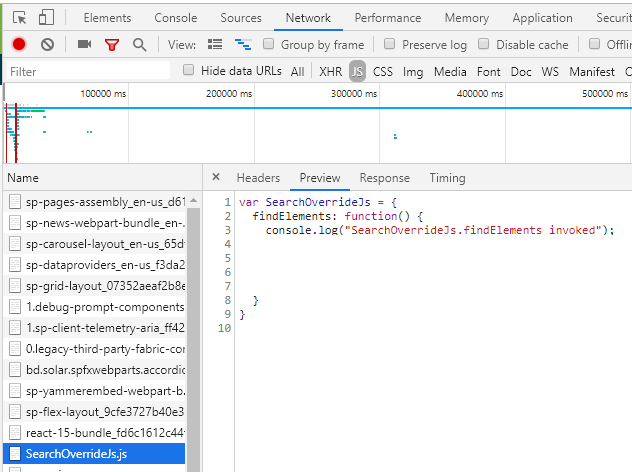 Elements Console Sources Network Performance Memory Application
View: Group by frame Preserve log Disable cache
Filter Hide data URLs All XHR JS CSS Img Media Font Doc WS Manifest
100000 ms 200000 ms 300000 ms 400000 ms 500000 ms
Name
× Headers Preview Response Timing
sp-pages-assembly_en-us_d61
sp-news-webpart-bundle_en-.
sp-carousel-layout_en-us_65d
sp-dataproviders_en-us_f3da2
sp-grid-layout_07352aeaf2b8e
1.debug-prompt-components
1.sp-client-telemetry-aria_ff42
0.legacy-third-party-fabric-cor
bd.solar.spfxwebparts.accordic
sp-yammerembed-webpart-b.
sp-flex-layout_9cfe3727b40e3
react-15-bundle_fd6c1612c44
SearchOverrideJs.js
1 var SearchOverrideJs = {
2 findElements: function() {
3 console.log("SearchOverrideJs.findElements invoked");
4
5
6
7
8 }
9 }
10